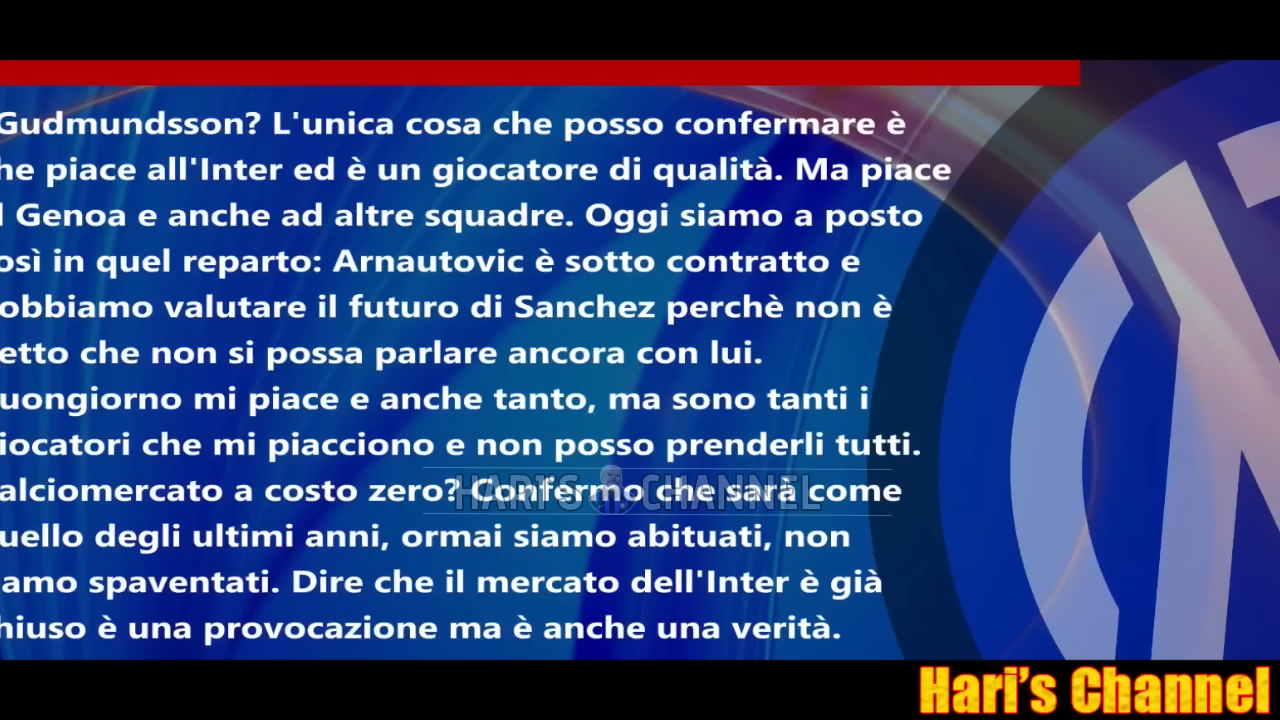 Gudmundsson? L'unica cosa che posso confermare è
he piace all'Inter ed è un giocatore di qualità. Ma piace
l Genoa e anche ad altre squadre. Oggi siamo a posto
osì in quel reparto: Arnautovic è sotto contratto e
obbiamo valutare il futuro di Sanchez perchè non è
etto che non si possa parlare ancora con lui.
uongiorno mi piace e anche tanto, ma sono tanti i
iocatori che mi piacciono e non posso prenderli tutti.
alciomercato a costo zero? Confermo che sarà come
HARI'S CHANNEL
uello degli ultimi anni, ormai siamo abituati, non
iamo spaventati. Dire che il mercato dell'Inter è già
hiuso è una provocazione ma è anche una verità.
Hari's Channel